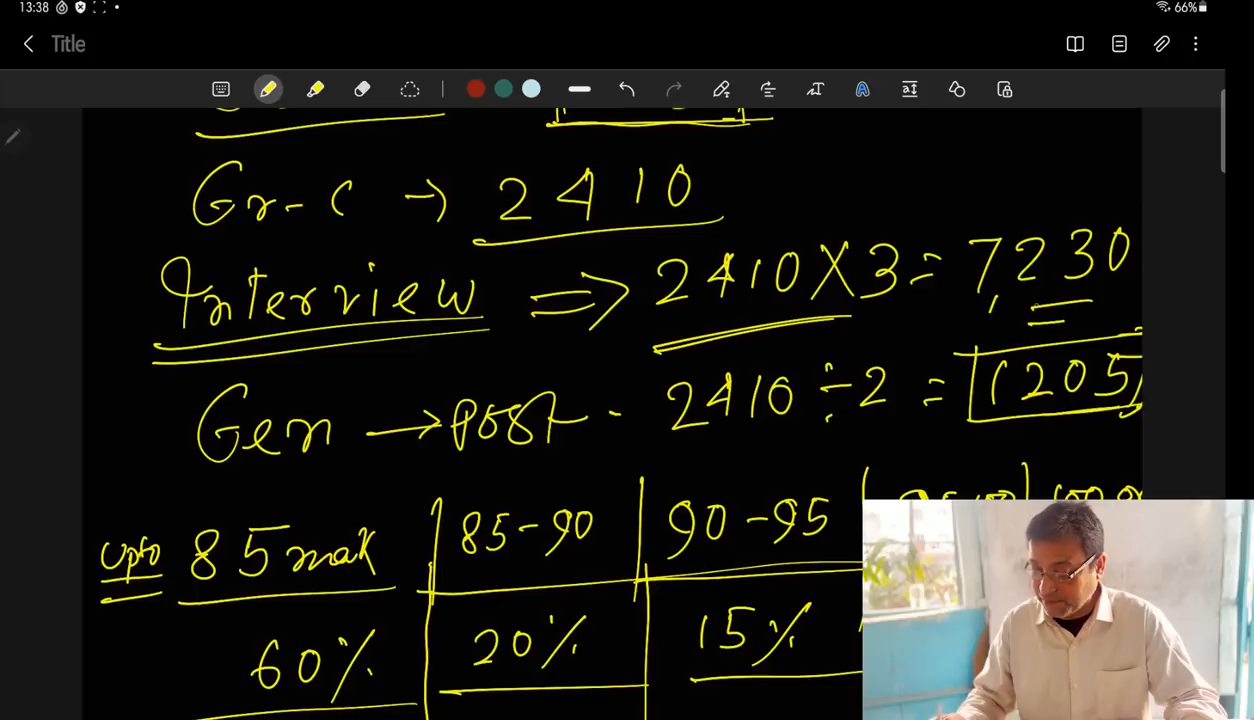 13:38 66%
Title
Gr-C → 2410
Interview ⇒ 2410 X 3 = 7,230
Gen → Post - 2410 ÷ 2 = 1205
upto 85 mak 85-90 90-95
60% 20% 15%